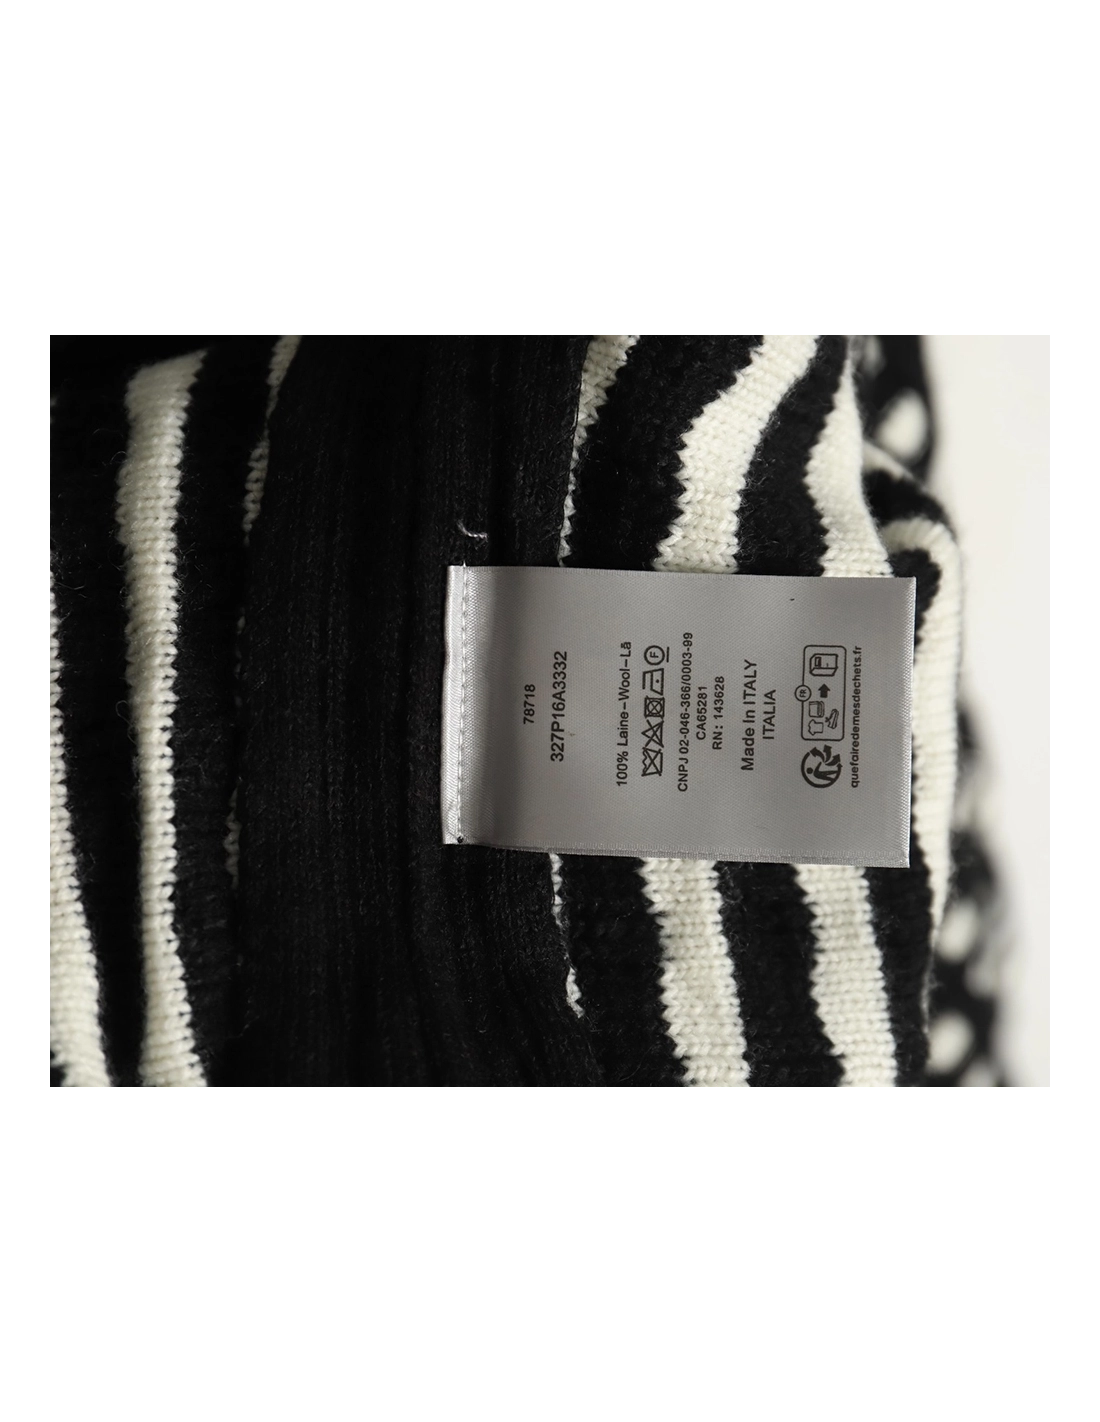 78718
327P16A3332
100% Laine-Wool-Lã
F
CNPJ 02-046-366/0003-99
CA65281
RN: 143628
Made In ITALY
ITALIA
FR
quefairedemesdechets.fr